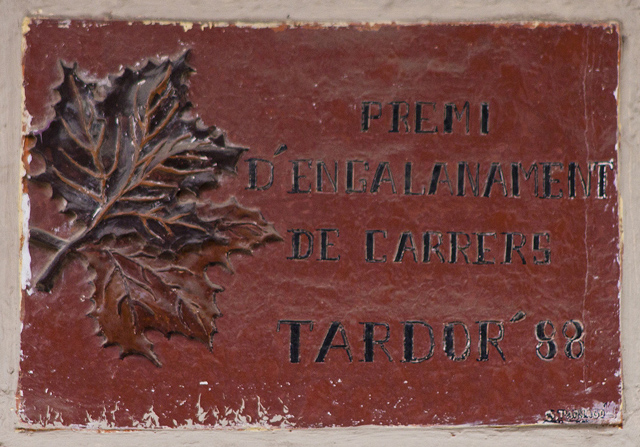 PREMI
D'ENGALANAMENT
DE CARRERS
TARDOR'88